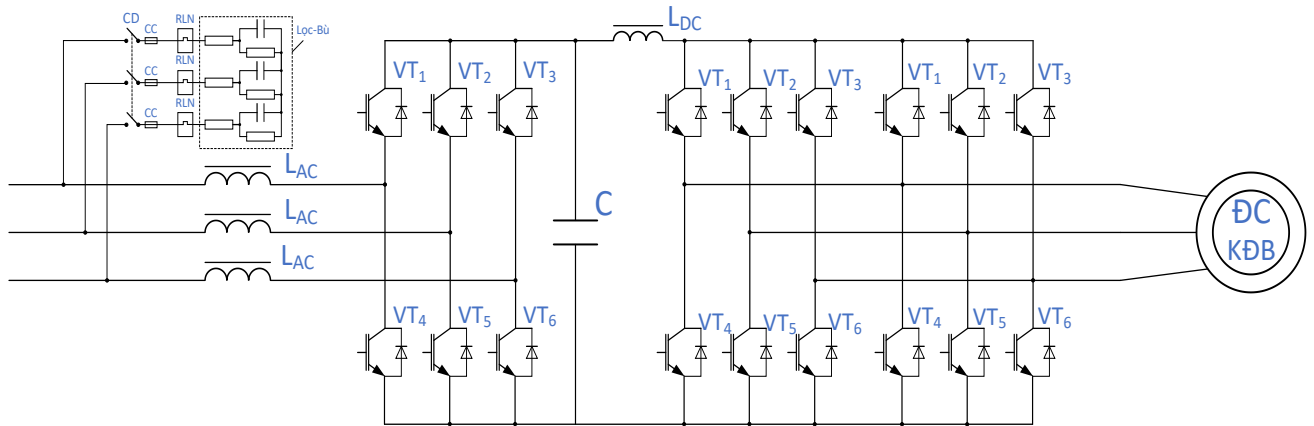 CD
CC
RLN
Lọc-Bù
CC
RLN
CC
RLN
L_DC
VT₁
VT₂
VT₃
VT₁
VT₂
VT₃
VT₁
VT₂
VT₃
L_AC
L_AC
L_AC
C
ĐC
KĐB
VT₄
VT₅
VT₆
VT₄
VT₅
VT₆
VT₄
VT₅
VT₆